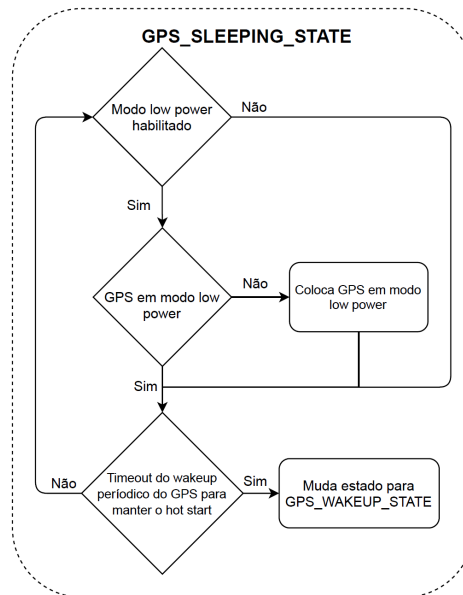 GPS_SLEEPING_STATE
Modo low power
habilitado
Não
Sim
GPS em modo low
power
Não
Coloca GPS em modo
low power
Sim
Timeout do wakeup
períodico do GPS para
manter o hot start
Não
Sim
Muda estado para
GPS_WAKEUP_STATE